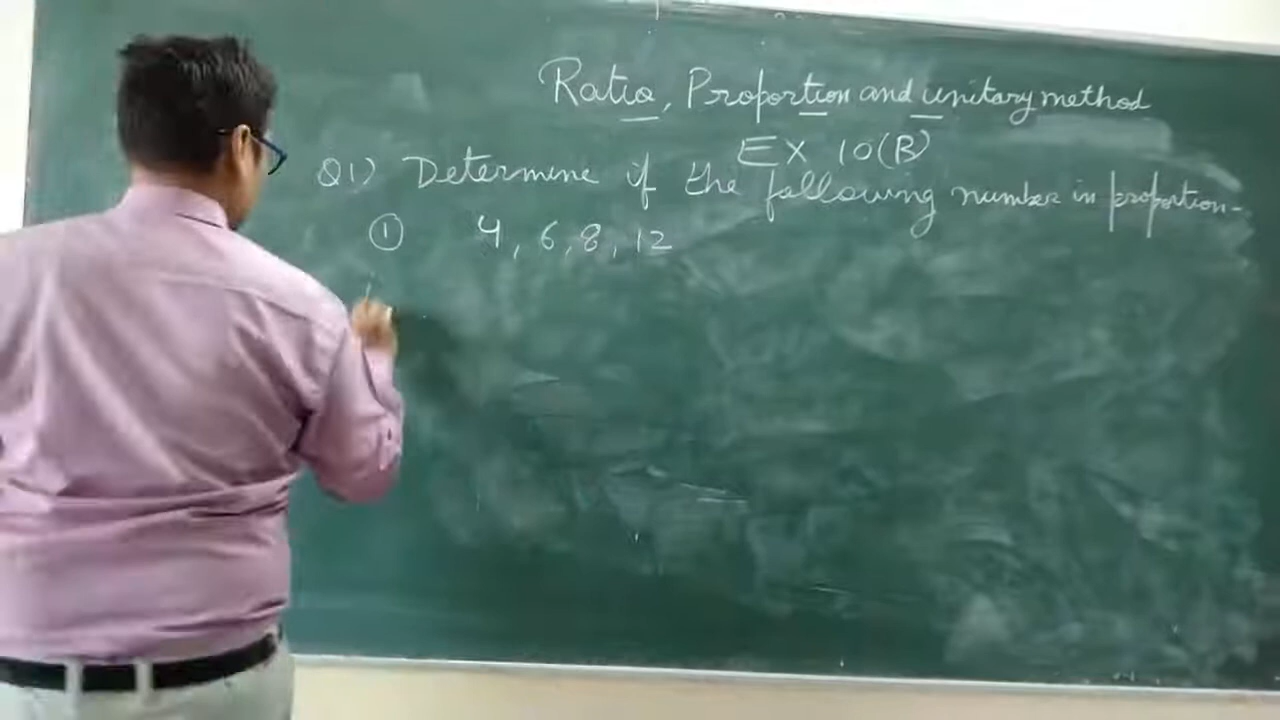 Ratio, Proportion and unitary method
EX 10(B)
Q1) Determine if the following number in proportion-
① 4, 6, 8, 12